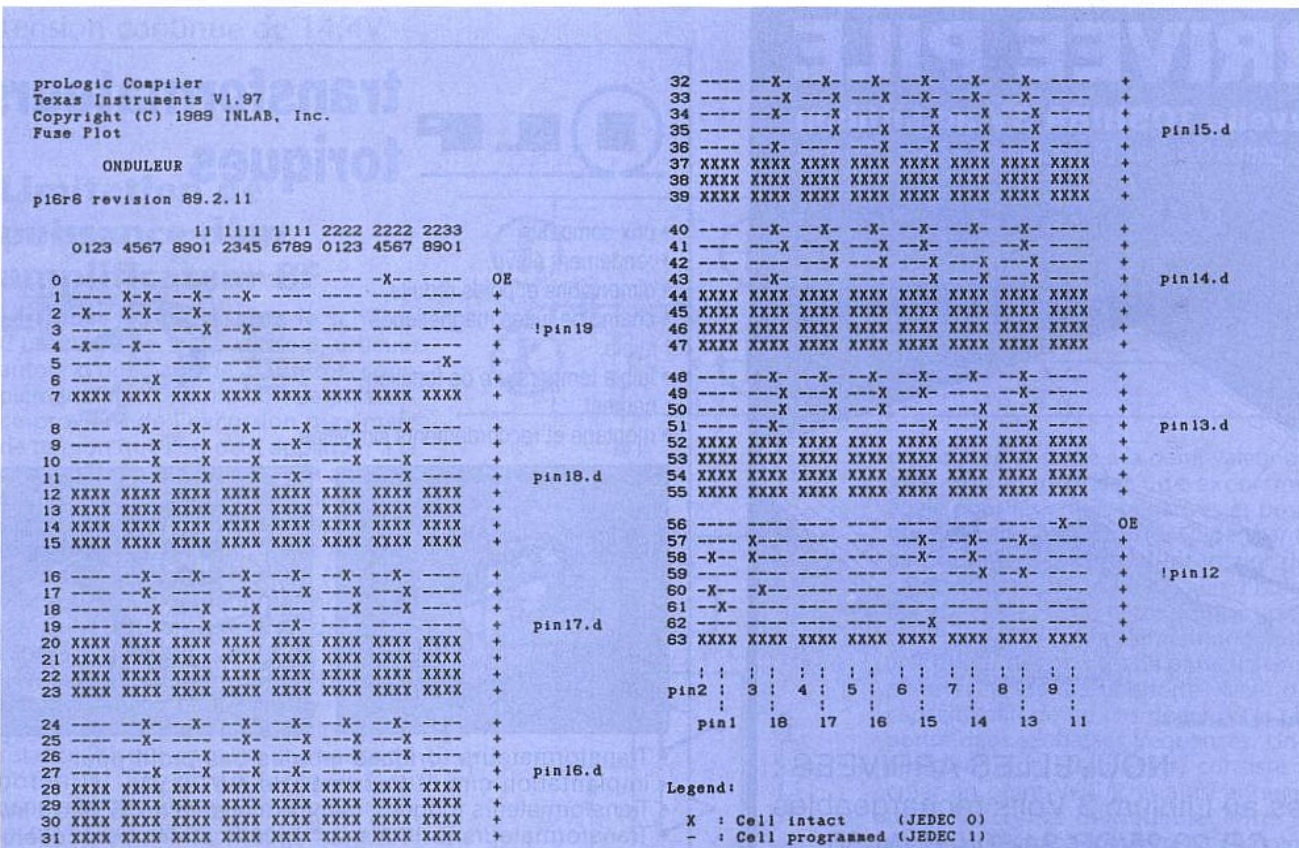 proLogic Compiler
Texas Instruments V1.97
Copyright (C) 1989 INLAB, Inc.
Fuse Plot
ONDULEUR
p16r6 revision 89.2.11
11 1111 1111 2222 2222 2233
0123 4567 8901 2345 6789 0123 4567 8901
0 ---- ---- ---- ---- ---- ---- -X-- ---- OE
1 ---- X-X- --X- --X- ---- ---- ---- ---- +
2 -X-- X-X- --X- ---- ---- ---- ---- ---- +
3 ---- ---- ---X --X- ---- ---- ---- ---- + !pin19
4 -X-- -X-- ---- ---- ---- ---- ---- ---- +
5 ---- ---- ---- ---- ---- ---- ---- --X- +
6 ---- ---X ---- ---- ---- ---- ---- ---- +
7 XXXX XXXX XXXX XXXX XXXX XXXX XXXX XXXX +
8 ---- ---X --X- --X- --X- ---X ---X ---- +
9 ---- --X- ---X ---X ---X ---X ---X ---- +
10 ---- ---X ---X ---X ---X ---X ---- ---- +
11 ---- ---X ---X ---X --X- ---- ---X ---- + pin18.d
12 XXXX XXXX XXXX XXXX XXXX XXXX XXXX XXXX +
13 XXXX XXXX XXXX XXXX XXXX XXXX XXXX XXXX +
14 XXXX XXXX XXXX XXXX XXXX XXXX XXXX XXXX +
15 XXXX XXXX XXXX XXXX XXXX XXXX XXXX XXXX +
16 ---- --X- --X- --X- --X- --X- --X- ---- +
17 ---- --X- ---- --X- ---X ---X ---X ---- +
18 ---- ---X ---X ---X ---- ---X ---X ---- +
19 ---- ---X ---X ---X --X- ---- ---- ---- + pin17.d
20 XXXX XXXX XXXX XXXX XXXX XXXX XXXX XXXX +
21 XXXX XXXX XXXX XXXX XXXX XXXX XXXX XXXX +
22 XXXX XXXX XXXX XXXX XXXX XXXX XXXX XXXX +
23 XXXX XXXX XXXX XXXX XXXX XXXX XXXX XXXX +
24 ---- --X- --X- --X- --X- --X- --X- ---- +
25 ---- --X- --X- --X- --X- --X- --X- ---- +
26 ---- ---X ---X ---X ---X ---X ---X ---- +
27 ---- ---X ---X ---X ---X ---X ---X ---- + pin16.d
28 XXXX XXXX XXXX XXXX XXXX XXXX XXXX XXXX +
29 XXXX XXXX XXXX XXXX XXXX XXXX XXXX XXXX +
30 XXXX XXXX XXXX XXXX XXXX XXXX XXXX XXXX +
31 XXXX XXXX XXXX XXXX XXXX XXXX XXXX XXXX +
32 ---- --X- --X- --X- --X- --X- --X- ---- +
33 ---- ---X ---X ---X ---X ---X ---X ---- +
34 ---- --X- ---- ---X ---X ---X ---X ---- +
35 ---- ---- ---X ---X ---X ---X ---X ---- + pin15.d
36 ---- --X- ---- ---X ---X ---X ---X ---- +
37 XXXX XXXX XXXX XXXX XXXX XXXX XXXX XXXX +
38 XXXX XXXX XXXX XXXX XXXX XXXX XXXX XXXX +
39 XXXX XXXX XXXX XXXX XXXX XXXX XXXX XXXX +
40 ---- --X- --X- --X- --X- --X- --X- ---- +
41 ---- ---X ---X ---X ---X ---- --X- ---- +
42 ---- ---- ---X ---X ---X ---X ---X ---- +
43 ---- --X- ---- ---- ---X ---X ---X ---- + pin14.d
44 XXXX XXXX XXXX XXXX XXXX XXXX XXXX XXXX +
45 XXXX XXXX XXXX XXXX XXXX XXXX XXXX XXXX +
46 XXXX XXXX XXXX XXXX XXXX XXXX XXXX XXXX +
47 XXXX XXXX XXXX XXXX XXXX XXXX XXXX XXXX +
48 ---- --X- --X- --X- --X- --X- --X- ---- +
49 ---- ---X ---X ---X --X- ---- --X- ---- +
50 ---- ---X ---X ---X ---- ---X ---X ---- +
51 ---- --X- ---- ---- ---X ---X ---X ---- + pin13.d
52 XXXX XXXX XXXX XXXX XXXX XXXX XXXX XXXX +
53 XXXX XXXX XXXX XXXX XXXX XXXX XXXX XXXX +
54 XXXX XXXX XXXX XXXX XXXX XXXX XXXX XXXX +
55 XXXX XXXX XXXX XXXX XXXX XXXX XXXX XXXX +
56 ---- ---- ---- ---- ---- ---- ---- -X-- OE
57 ---- X--- ---- ---- --X- --X- --X- ---- +
58 -X-- X--- ---- ---- --X- --X- ---- ---- +
59 ---- ---- ---- ---- ---- ---X --X- ---- + !pin12
60 -X-- -X-- ---- ---- ---- ---- ---- ---- +
61 --X- ---- ---- ---- ---- ---- ---- ---- +
62 ---- ---- ---- ---- ---X ---- ---- ---- +
63 XXXX XXXX XXXX XXXX XXXX XXXX XXXX XXXX +
pin2 : 3 : 4 : 5 : 6 : 7 : 8 : 9 :
pin1 18 17 16 15 14 13 11
Legend:
X : Cell intact (JEDEC 0)
- : Cell programmed (JEDEC 1)